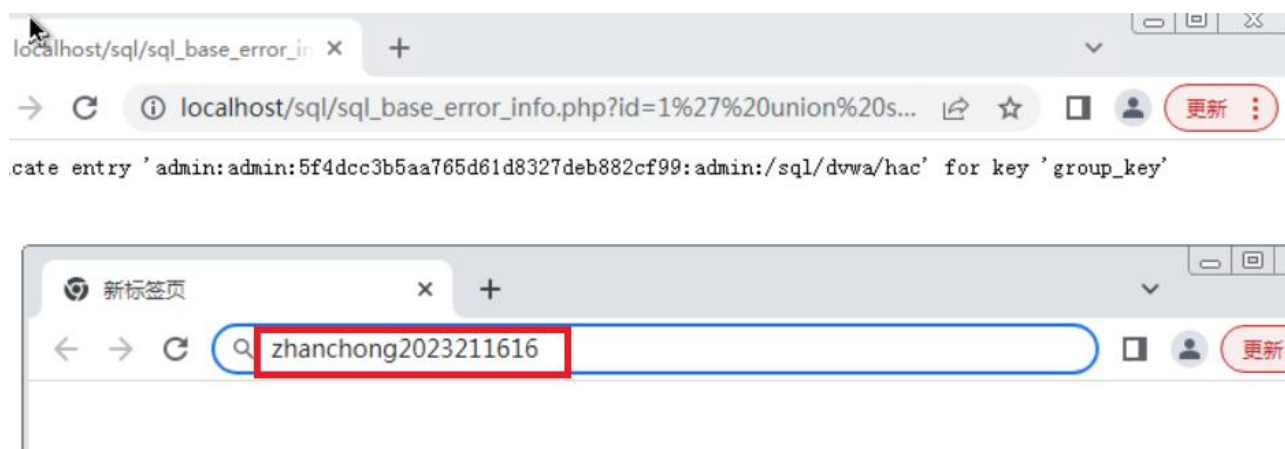 localhost/sql/sql_base_error_in
localhost/sql/sql_base_error_info.php?id=1%27%20union%20s...
更新
cate entry 'admin:admin:5f4dcc3b5aa765d61d8327deb882cf99:admin:/sql/dvwa/hac' for key 'group_key'
新标签页
zhanchong2023211616
更新